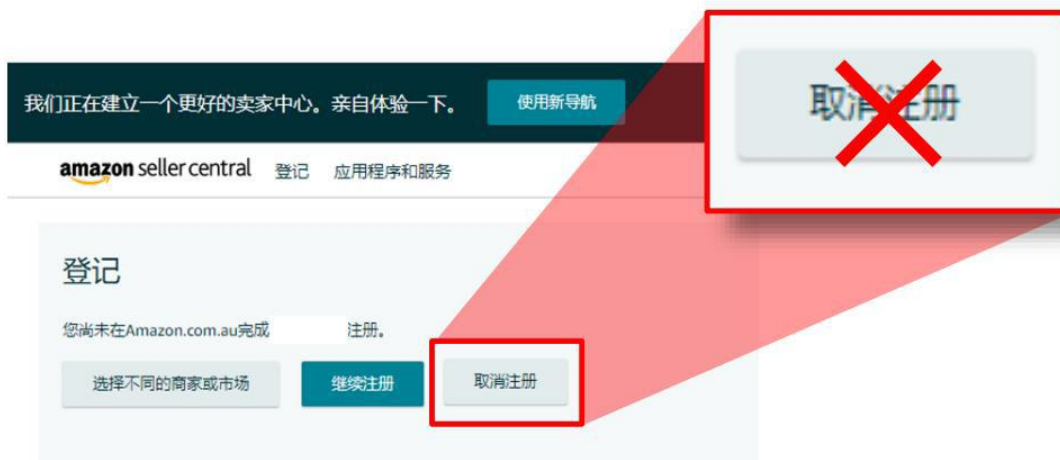 取消注册
我们正在建立一个更好的卖家中心。亲自体验一下。 使用新导航
amazon seller central 登记 应用程序和服务
登记
您尚未在Amazon.com.au完成 注册。
选择不同的商家或市场 继续注册 取消注册